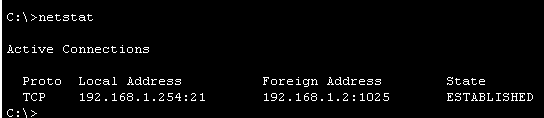 C:\>netstat
Active Connections
Proto  Local Address          Foreign Address        State
TCP    192.168.1.254:21       192.168.1.2:1025       ESTABLISHED
C:\>